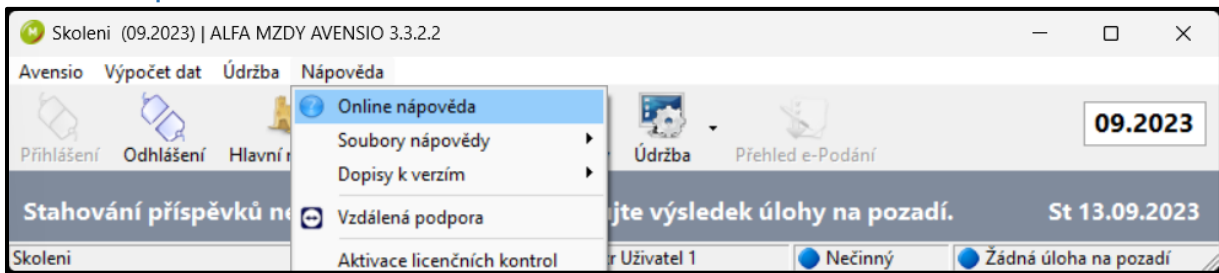 Skoleni (09.2023) | ALFA MZDY AVENSIO 3.3.2.2
Avensio Výpočet dat Údržba Nápověda
Online nápověda
Soubory nápovědy
Dopisy k verzím
Vzdálená podpora
Aktivace licenčních kontrol
Přihlášení Odhlášení Hlavní Údržba Přehled e-Podání
09.2023
Stahování příspěvků výsledek úlohy na pozadí. St 13.09.2023
Skoleni Uživatel 1 Nečinný Žádná úloha na pozadí